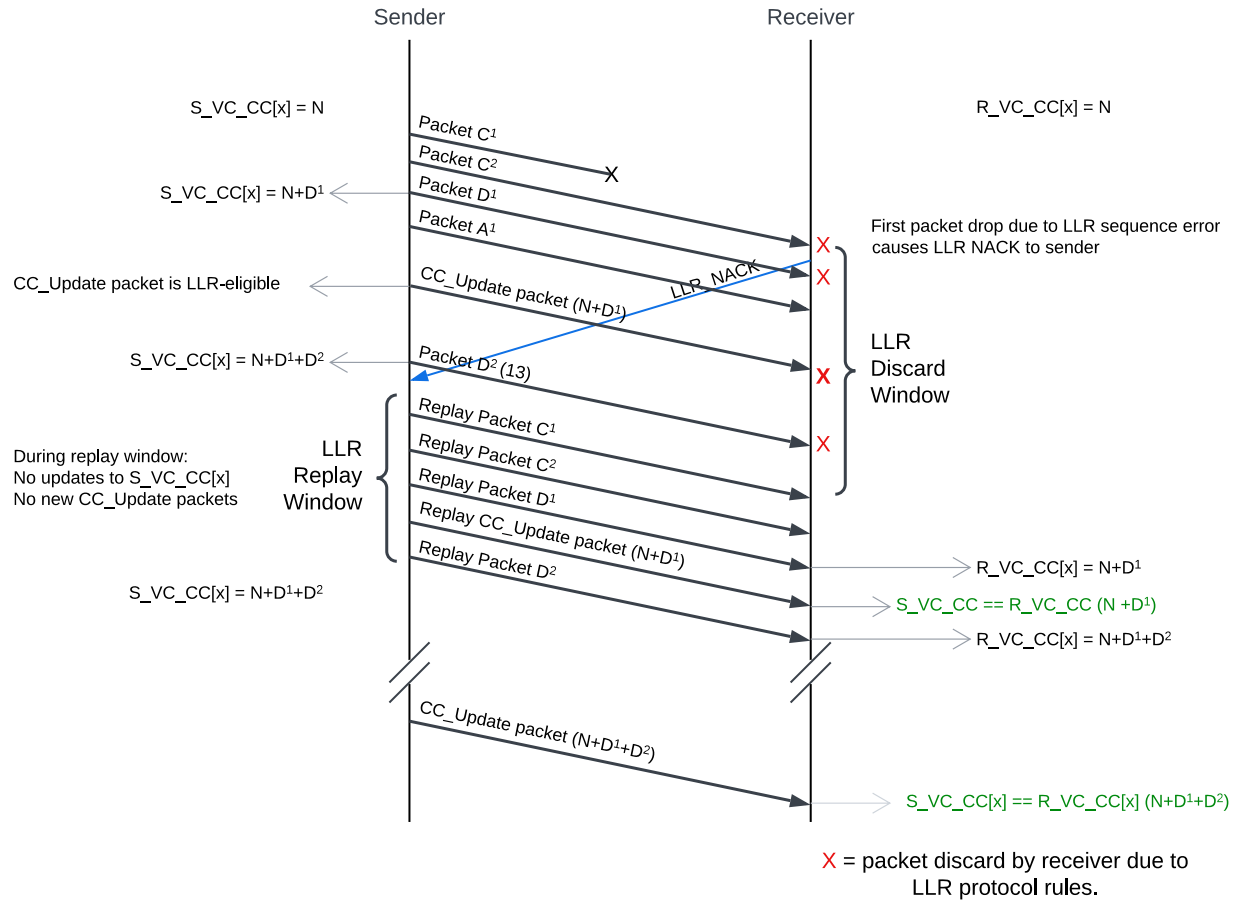 Sender
Receiver
S_VC_CC[x] = N
R_VC_CC[x] = N
Packet C¹
X
Packet C²
S_VC_CC[x] = N+D¹
Packet D¹
Packet A¹
X
First packet drop due to LLR sequence error
causes LLR NACK to sender
X
LLR_NACK
CC_Update packet is LLR-eligible
CC_Update packet (N+D¹)
LLR
Discard
Window
S_VC_CC[x] = N+D¹+D²
Packet D² (13)
X
X
Replay Packet C¹
Replay Packet C²
During replay window:
No updates to S_VC_CC[x]
No new CC_Update packets
LLR
Replay
Window
Replay Packet D¹
Replay CC_Update packet (N+D¹)
Replay Packet D²
R_VC_CC[x] = N+D¹
S_VC_CC[x] = N+D¹+D²
S_VC_CC == R_VC_CC (N +D¹)
R_VC_CC[x] = N+D¹+D²
CC_Update packet (N+D¹+D²)
S_VC_CC[x] == R_VC_CC[x] (N+D¹+D²)
X = packet discard by receiver due to
LLR protocol rules.